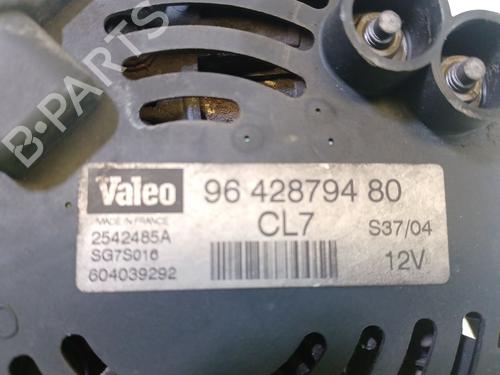 B-PARTS
Valeo
96 428794 80
MADE IN FRANCE
CL7
S37/04
2542485A
SG7S016
12V
604039292